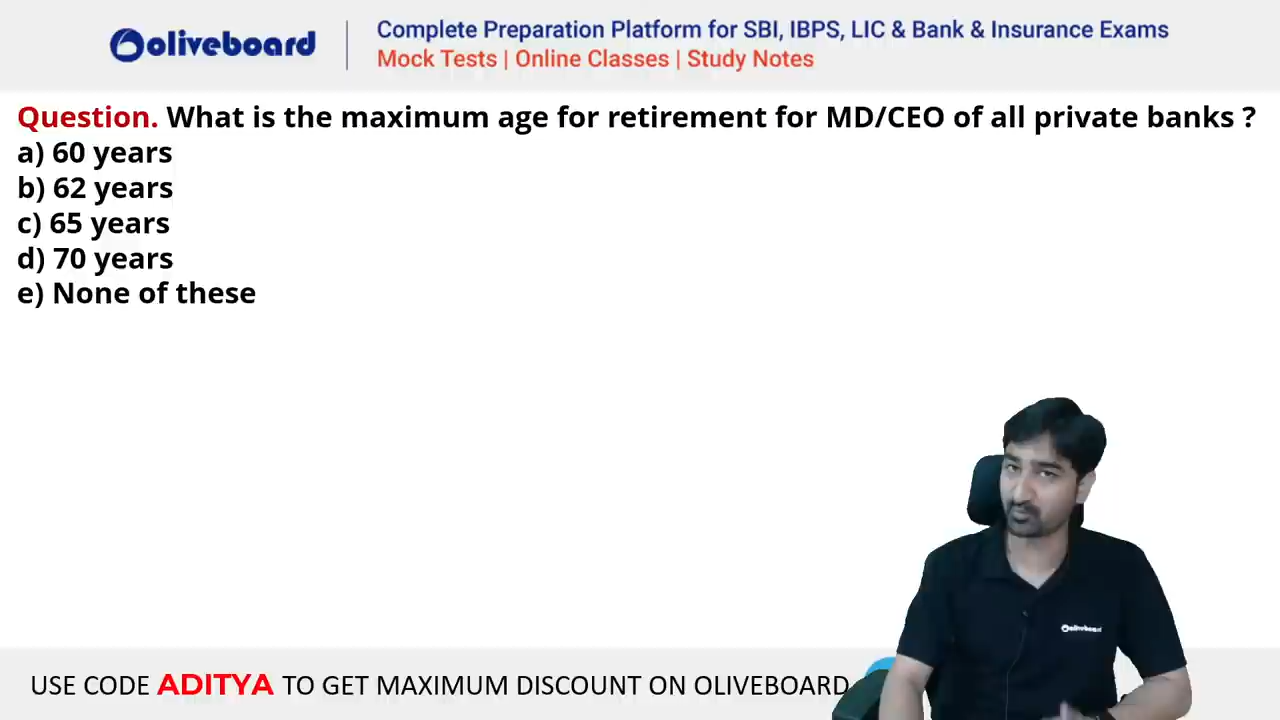 oliveboard
Complete Preparation Platform for SBI, IBPS, LIC & Bank & Insurance Exams
Mock Tests | Online Classes | Study Notes
Question. What is the maximum age for retirement for MD/CEO of all private banks ?
a) 60 years
b) 62 years
c) 65 years
d) 70 years
e) None of these
oliveboard
USE CODE ADITYA TO GET MAXIMUM DISCOUNT ON OLIVEBOARD